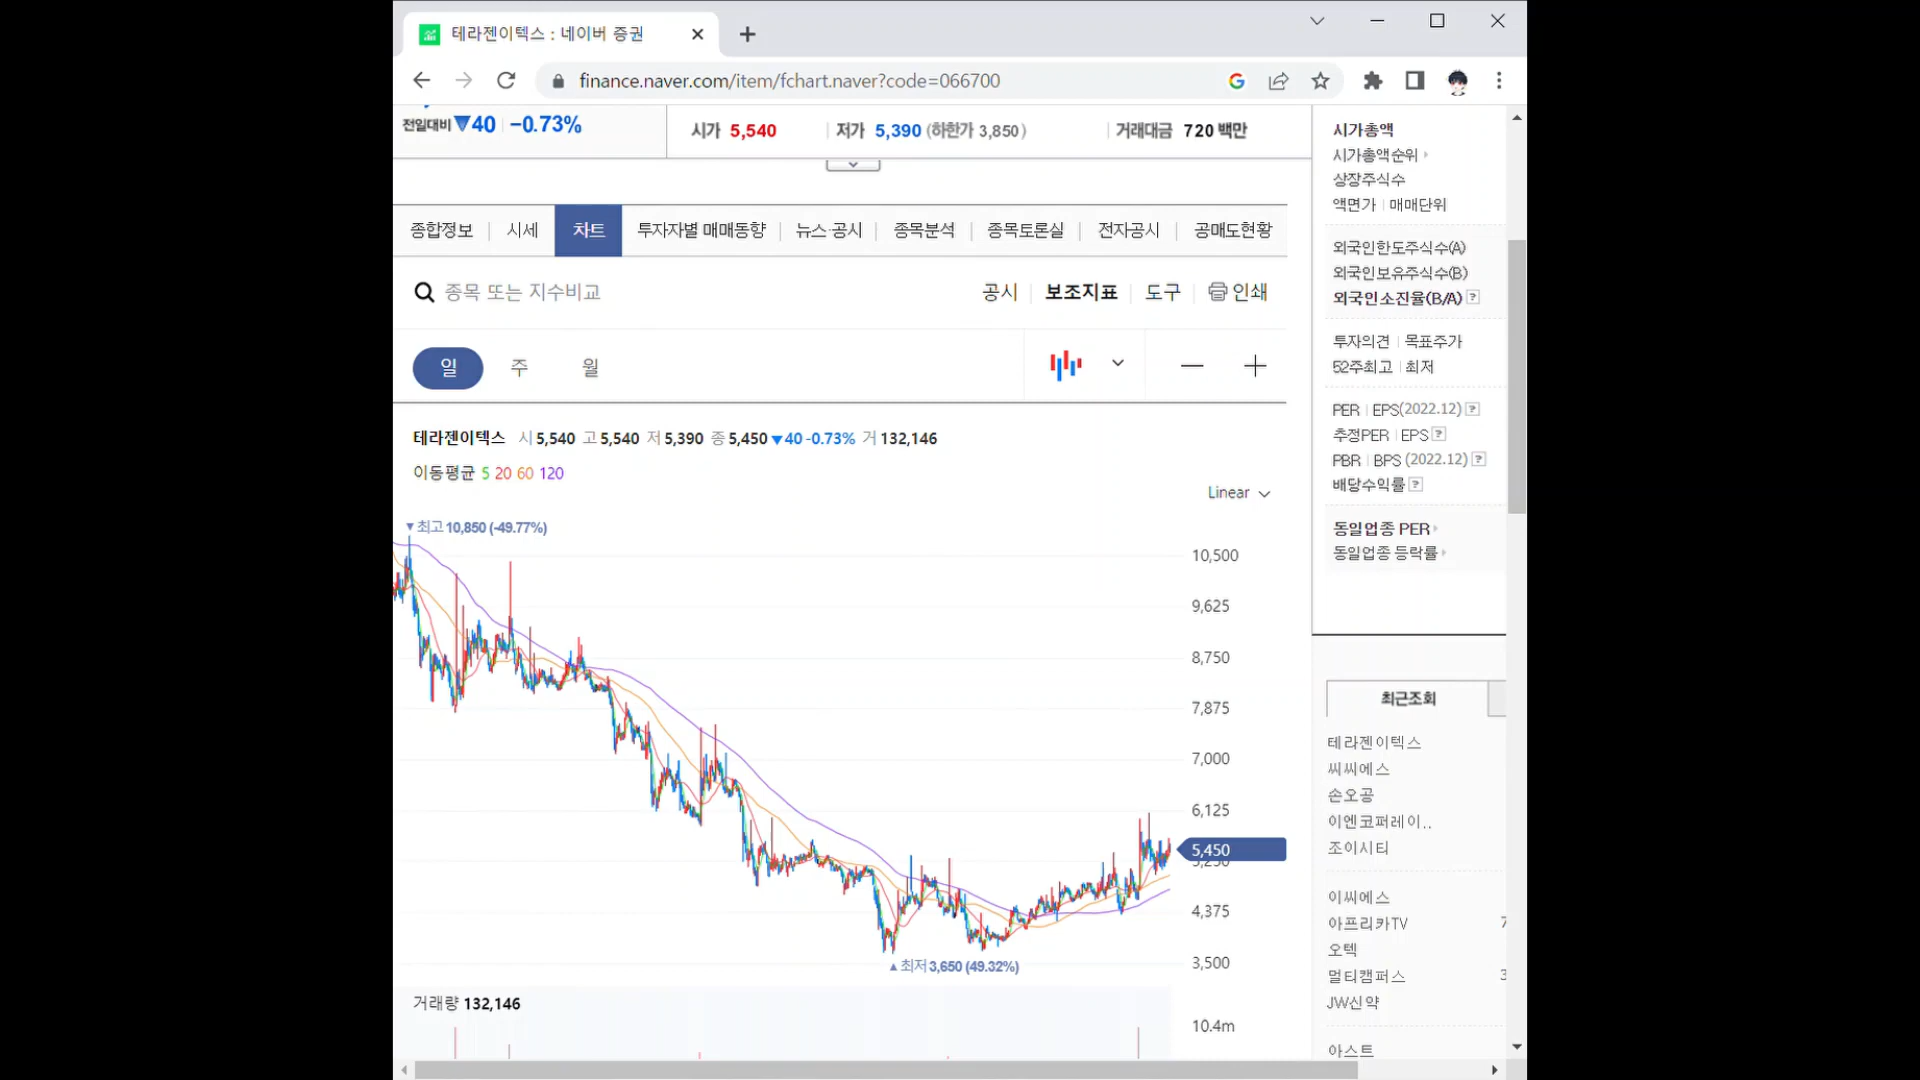 테라젠이텍스 : 네이버 증권
finance.naver.com/item/fchart.naver?code=066700
전일대비 ▼40 -0.73%
시가 5,540 저가 5,390 (하한가 3,850) 거래대금 720 백만
종합정보 시세 차트 투자자별 매매동향 뉴스·공시 종목분석 종목토론실 전자공시 공매도현황
종목 또는 지수비교 공시 보조지표 도구 인쇄
일 주 월
테라젠이텍스 시 5,540 고 5,540 저 5,390 종 5,450 ▼40 -0.73% 거 132,146
이동평균 5 20 60 120
Linear
▼최고 10,850 (-49.77%)
10,500
9,625
8,750
7,875
7,000
6,125
5,450
5,250
4,375
3,500
▲최저 3,650 (49.32%)
거래량 132,146
10.4m
시가총액
시가총액순위
상장주식수
액면가 매매단위
외국인한도주식수(A)
외국인보유주식수(B)
외국인소진율(B/A) ?
투자의견 목표주가
52주최고 최저
PER EPS(2022.12) ?
추정PER EPS ?
PBR BPS (2022.12) ?
배당수익률 ?
동일업종 PER
동일업종 등락률
최근조회
테라젠이텍스
씨씨에스
손오공
이엔코퍼레이..
조이시티
이씨에스
아프리카TV 7
오텍
멀티캠퍼스 3
JW신약
아스트